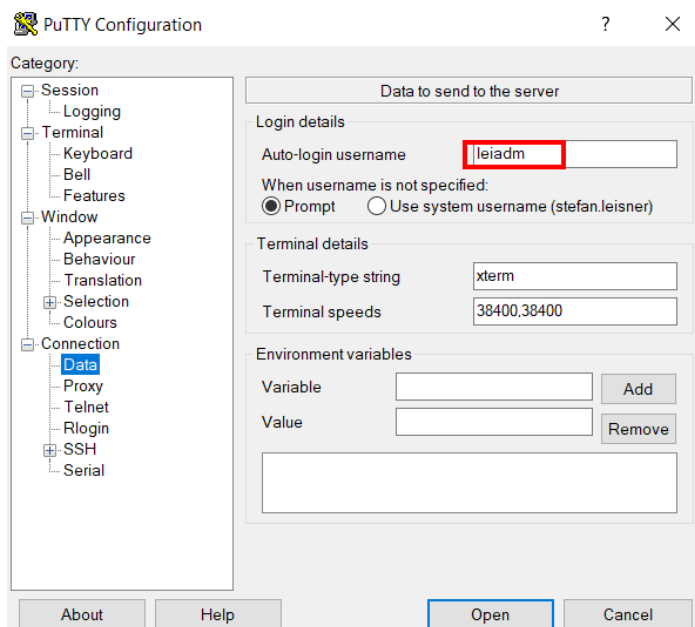 PuTTY Configuration
?
Category:
Session
Logging
Terminal
Keyboard
Bell
Features
Window
Appearance
Behaviour
Translation
Selection
Colours
Connection
Data
Proxy
Telnet
Rlogin
SSH
Serial
Data to send to the server
Login details
Auto-login username leiadm
When username is not specified:
Prompt Use system username (stefan.leisner)
Terminal details
Terminal-type string xterm
Terminal speeds 38400,38400
Environment variables
Variable Add
Value Remove
About Help Open Cancel